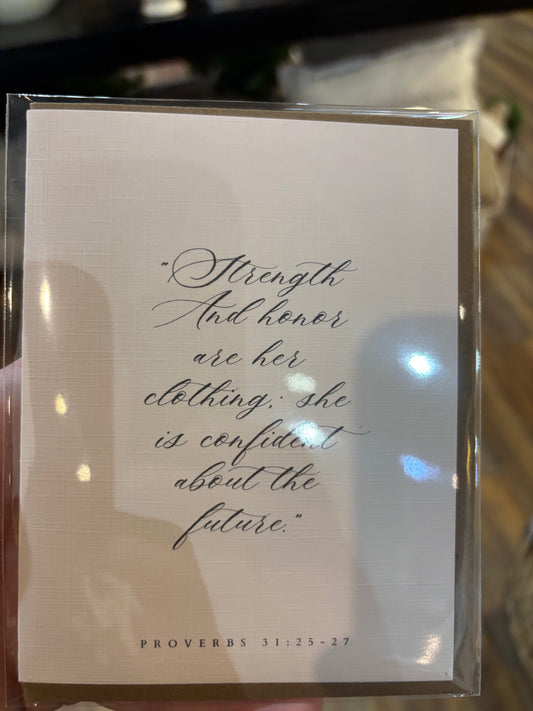 "Strength
And honor
are her
clothing; she
is confident
about the
future."
PROVERBS 31:25-27